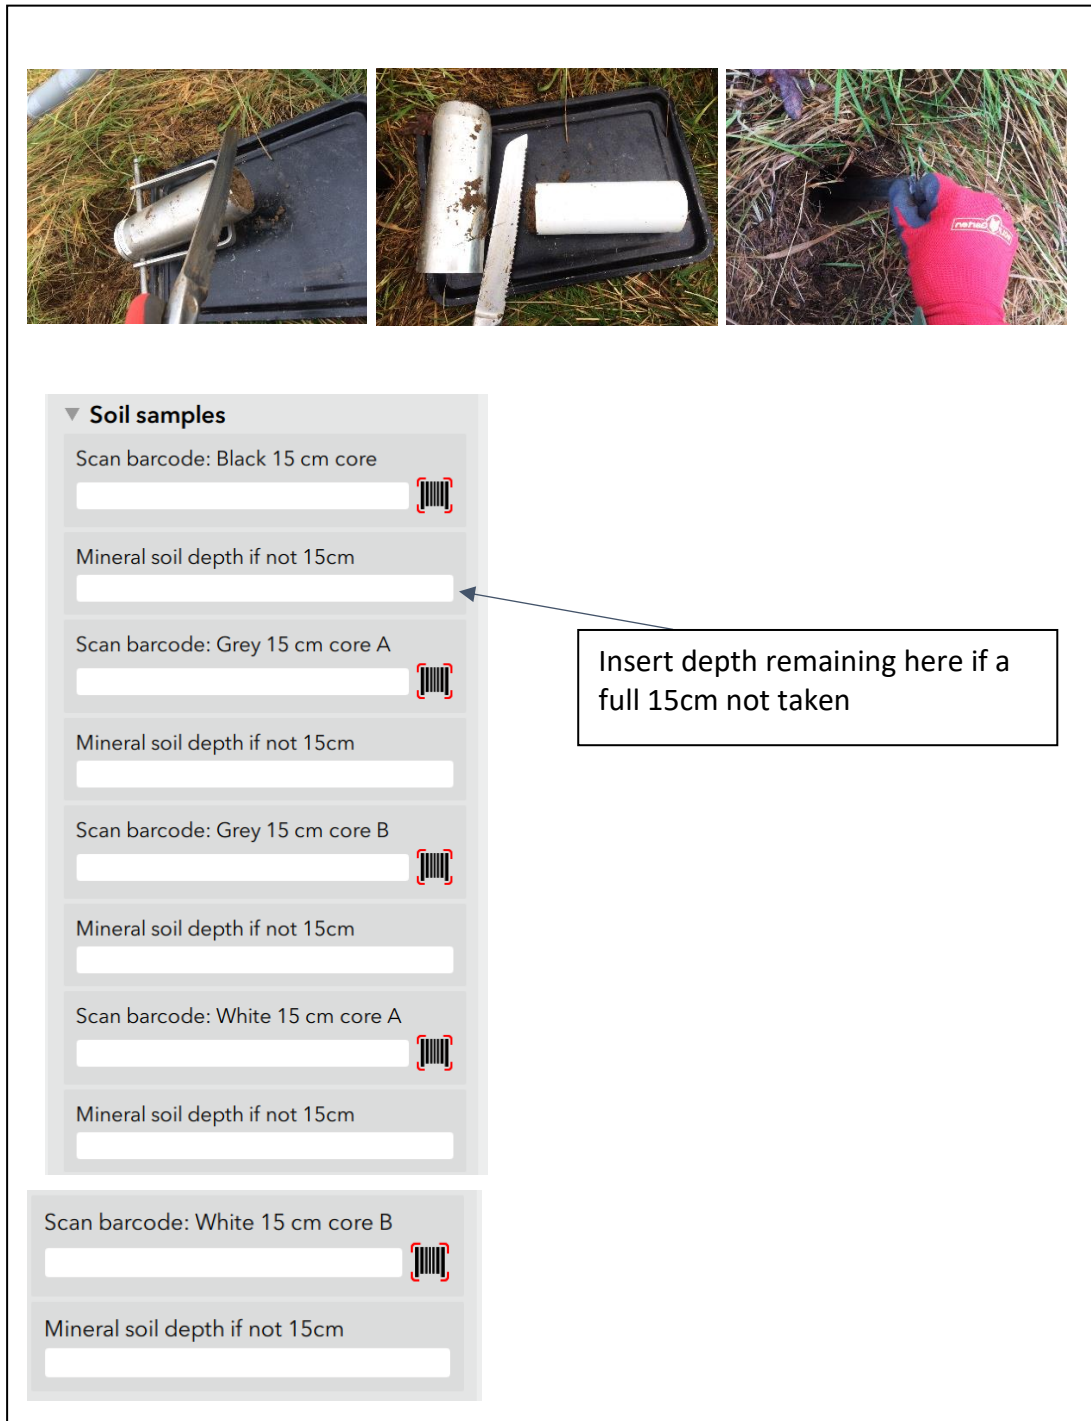 Soil samples
Scan barcode: Black 15 cm core
Mineral soil depth if not 15cm
Scan barcode: Grey 15 cm core A
Mineral soil depth if not 15cm
Scan barcode: Grey 15 cm core B
Mineral soil depth if not 15cm
Scan barcode: White 15 cm core A
Mineral soil depth if not 15cm
Scan barcode: White 15 cm core B
Mineral soil depth if not 15cm
Insert depth remaining here if a
full 15cm not taken